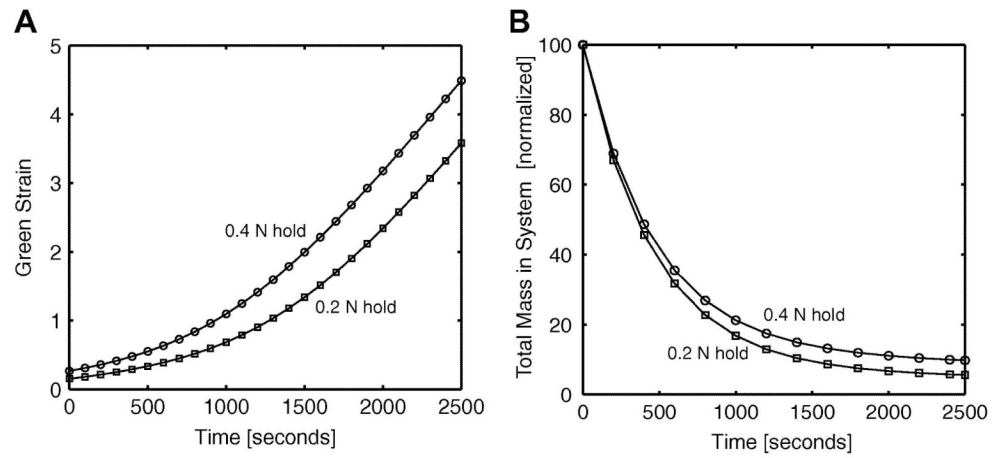 A
Green Strain
5
4
3
2
1
0
0.4 N hold
0.2 N hold
0 500 1000 1500 2000 2500
Time [seconds]
B
Total Mass in System [normalized]
100
80
60
40
20
0
0.4 N hold
0.2 N hold
0 500 1000 1500 2000 2500
Time [seconds]